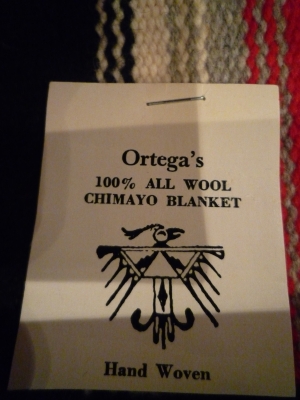 Ortega's
100% ALL WOOL
CHIMAYO BLANKET
Hand Woven